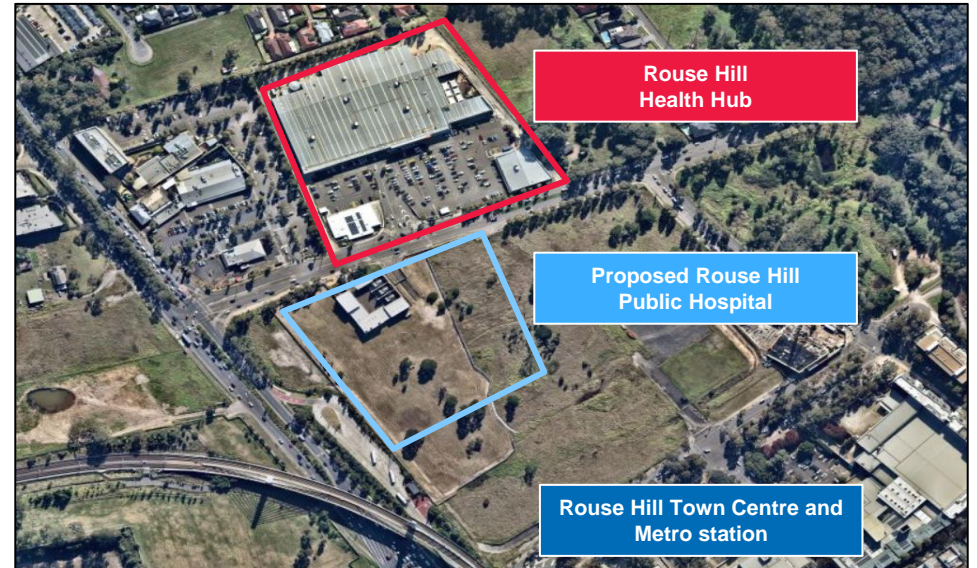 Rouse Hill
Health Hub
Proposed Rouse Hill
Public Hospital
Rouse Hill Town Centre and
Metro station